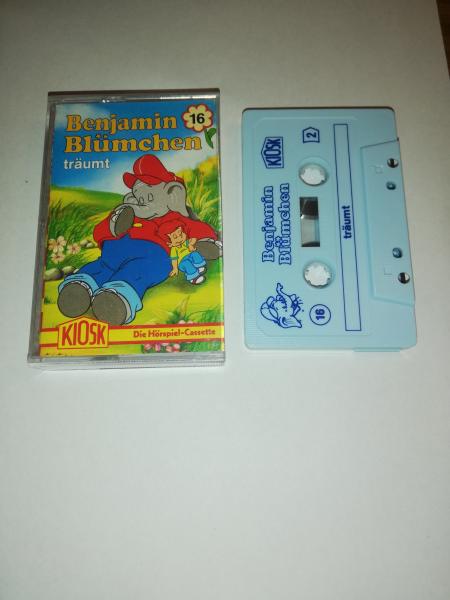 Benjamin
Blümchen
16
träumt
KIOSK
Die Hörspiel-Cassette
KIOSK
2
Benjamin
Blümchen
träumt
16